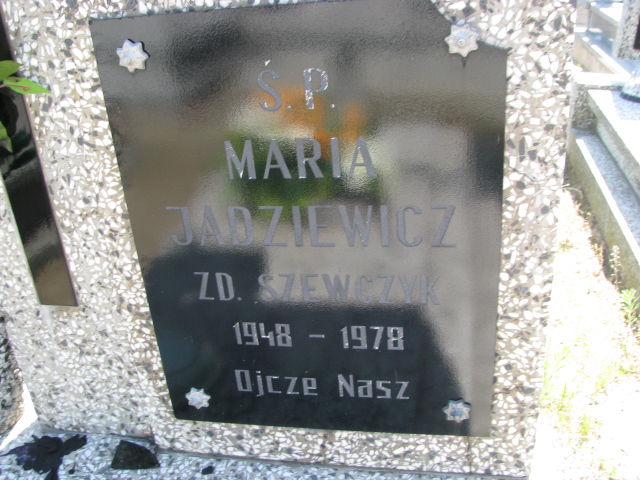 Ś.P.
MARIA
JADZIEWICZ
ZD. SZEWCZYK
1948 - 1978
Ojcze Nasz